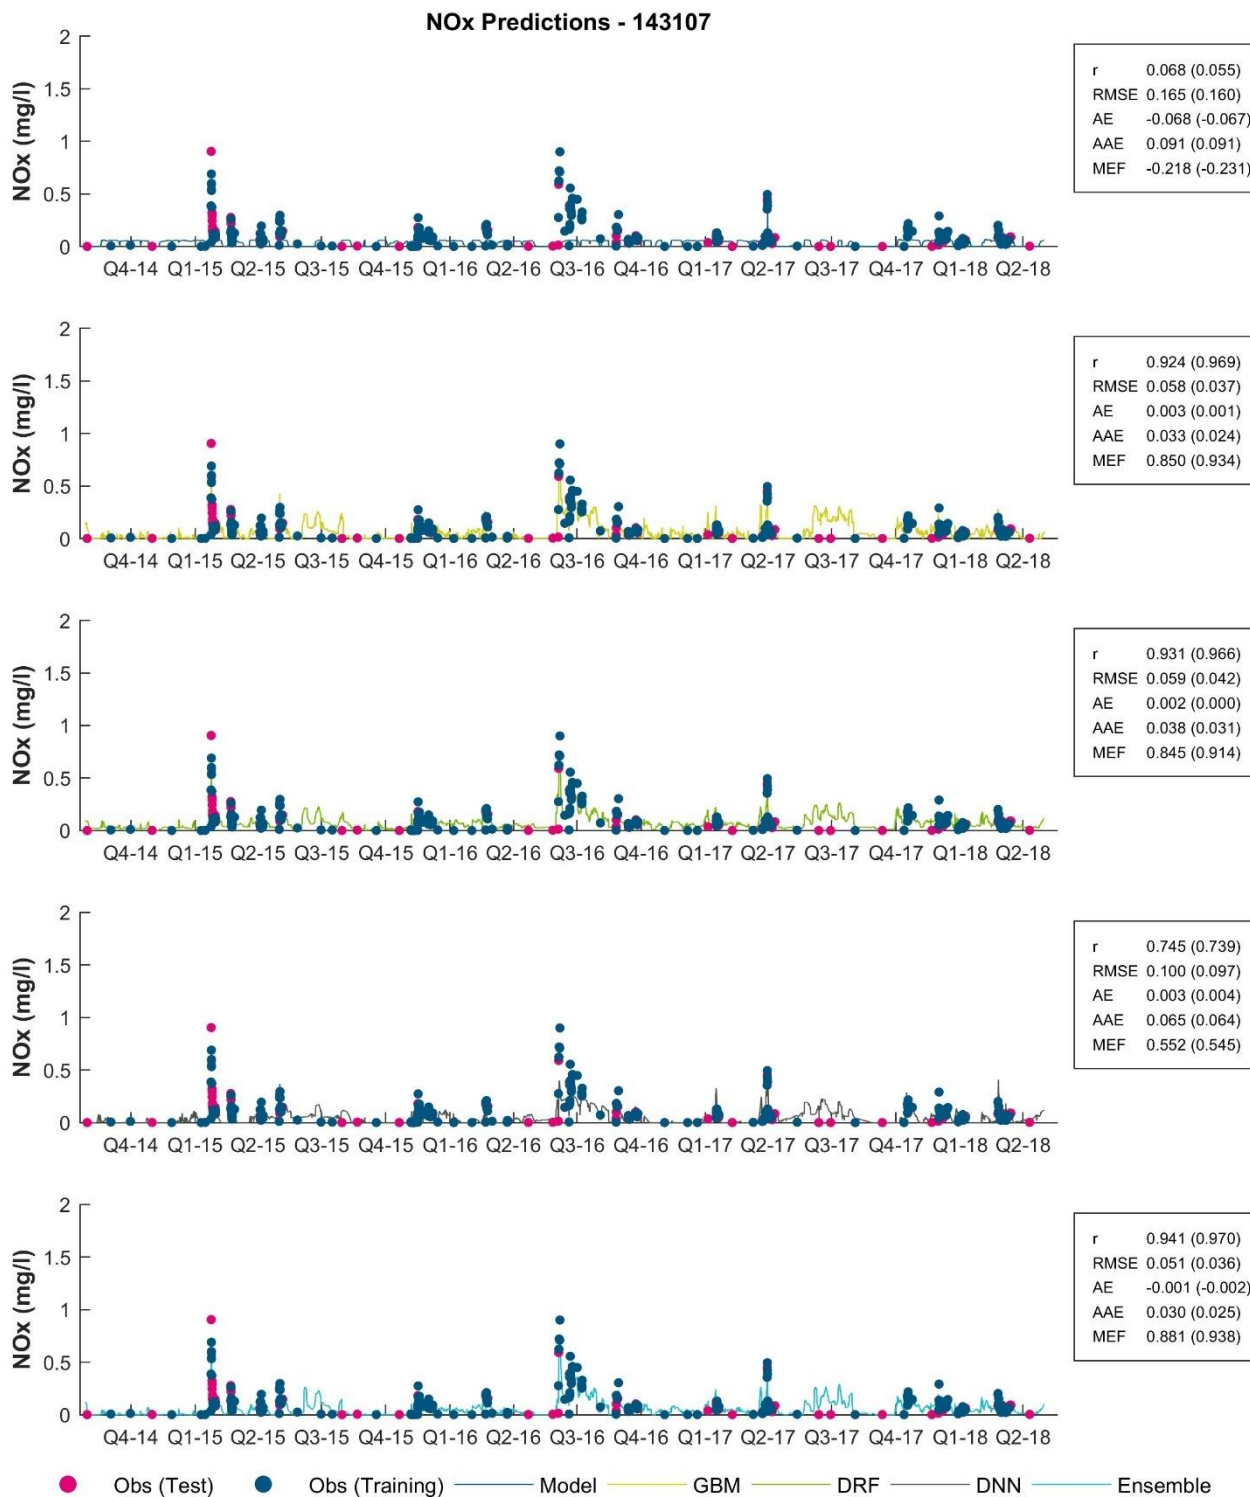 NOx Predictions - 143107
2
1.5
1
0.5
0
NOx (mg/l)
Q4-14 Q1-15 Q2-15 Q3-15 Q4-15 Q1-16 Q2-16 Q3-16 Q4-16 Q1-17 Q2-17 Q3-17 Q4-17 Q1-18 Q2-18
r 0.068 (0.055)
RMSE 0.165 (0.160)
AE -0.068 (-0.067)
AAE 0.091 (0.091)
MEF -0.218 (-0.231)
2
1.5
1
0.5
0
NOx (mg/l)
Q4-14 Q1-15 Q2-15 Q3-15 Q4-15 Q1-16 Q2-16 Q3-16 Q4-16 Q1-17 Q2-17 Q3-17 Q4-17 Q1-18 Q2-18
r 0.924 (0.969)
RMSE 0.058 (0.037)
AE 0.003 (0.001)
AAE 0.033 (0.024)
MEF 0.850 (0.934)
2
1.5
1
0.5
0
NOx (mg/l)
Q4-14 Q1-15 Q2-15 Q3-15 Q4-15 Q1-16 Q2-16 Q3-16 Q4-16 Q1-17 Q2-17 Q3-17 Q4-17 Q1-18 Q2-18
r 0.931 (0.966)
RMSE 0.059 (0.042)
AE 0.002 (0.000)
AAE 0.038 (0.031)
MEF 0.845 (0.914)
2
1.5
1
0.5
0
NOx (mg/l)
Q4-14 Q1-15 Q2-15 Q3-15 Q4-15 Q1-16 Q2-16 Q3-16 Q4-16 Q1-17 Q2-17 Q3-17 Q4-17 Q1-18 Q2-18
r 0.745 (0.739)
RMSE 0.100 (0.097)
AE 0.003 (0.004)
AAE 0.065 (0.064)
MEF 0.552 (0.545)
2
1.5
1
0.5
0
NOx (mg/l)
Q4-14 Q1-15 Q2-15 Q3-15 Q4-15 Q1-16 Q2-16 Q3-16 Q4-16 Q1-17 Q2-17 Q3-17 Q4-17 Q1-18 Q2-18
r 0.941 (0.970)
RMSE 0.051 (0.036)
AE -0.001 (-0.002)
AAE 0.030 (0.025)
MEF 0.881 (0.938)
Obs (Test) Obs (Training) Model GBM DRF DNN Ensemble